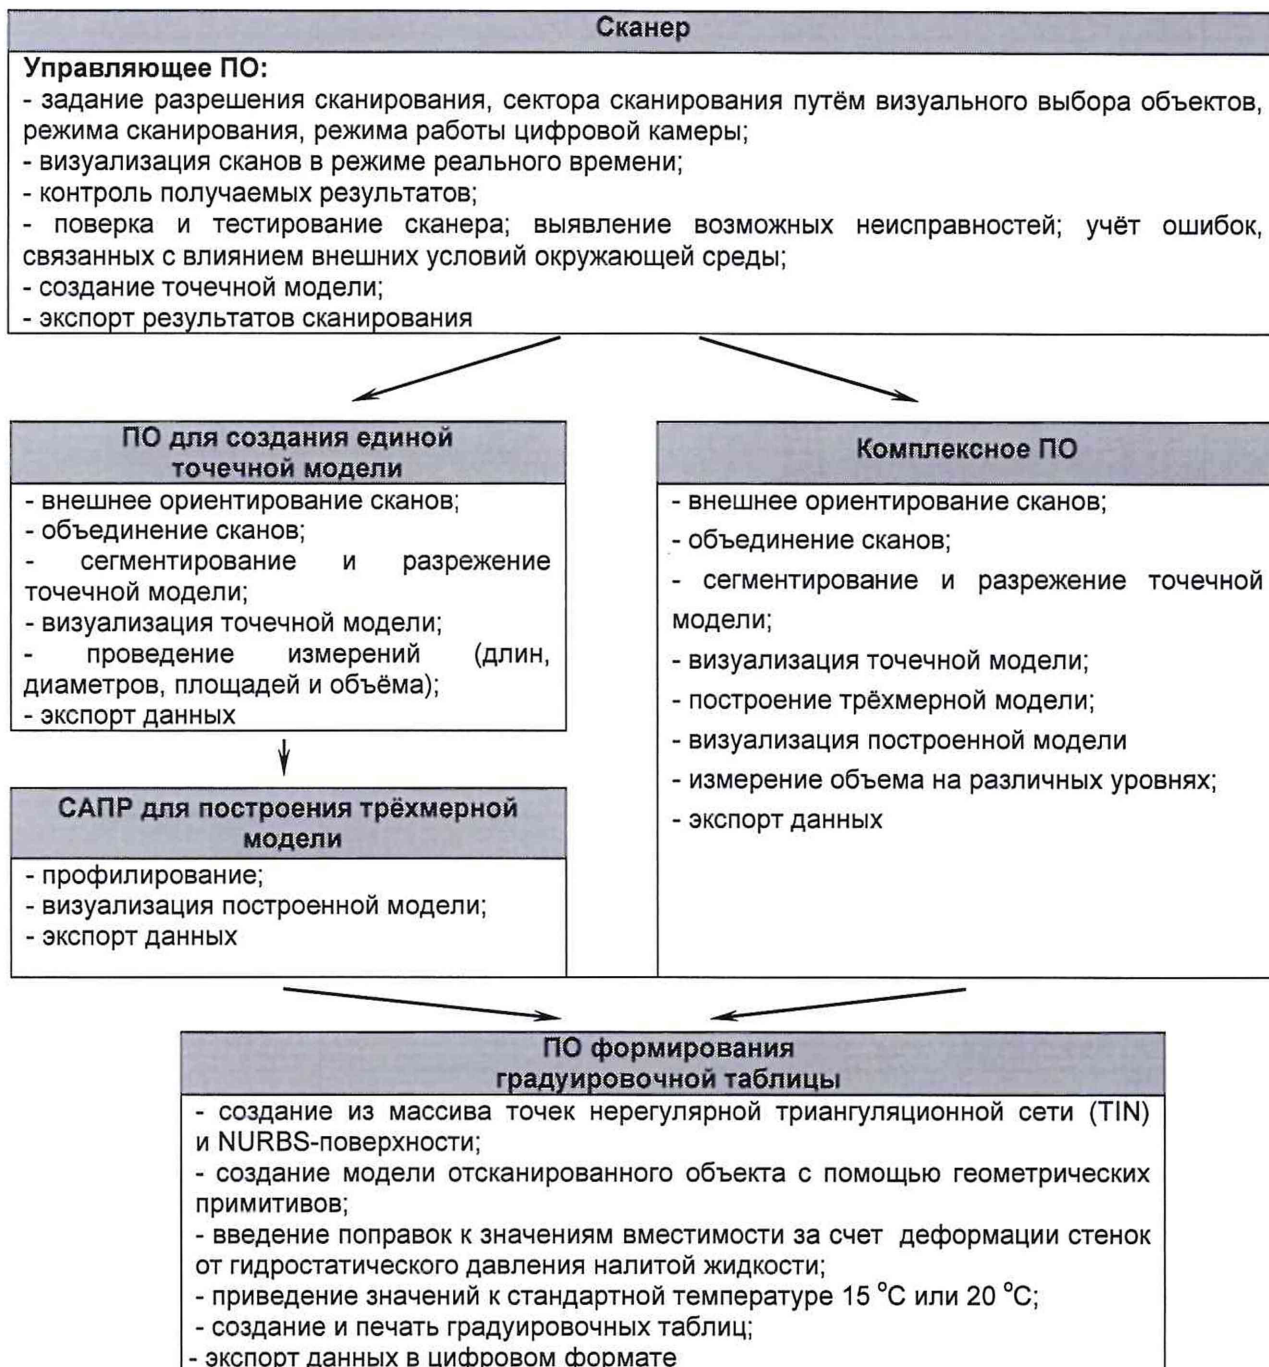 Сканер
Управляющее ПО:
- задание разрешения сканирования, сектора сканирования путём визуального выбора объектов,
режима сканирования, режима работы цифровой камеры;
- визуализация сканов в режиме реального времени;
- контроль получаемых результатов;
- поверка и тестирование сканера; выявление возможных неисправностей; учёт ошибок,
связанных с влиянием внешних условий окружающей среды;
- создание точечной модели;
- экспорт результатов сканирования
ПО для создания единой
точечной модели
- внешнее ориентирование сканов;
- объединение сканов;
- сегментирование и разрежение
точечной модели;
- визуализация точечной модели;
- проведение измерений (длин,
диаметров, площадей и объёма);
- экспорт данных
САПР для построения трёхмерной
модели
- профилирование;
- визуализация построенной модели;
- экспорт данных
Комплексное ПО
- внешнее ориентирование сканов;
- объединение сканов;
- сегментирование и разрежение точечной
модели;
- визуализация точечной модели;
- построение трёхмерной модели;
- визуализация построенной модели
- измерение объема на различных уровнях;
- экспорт данных
ПО формирования
градуировочной таблицы
- создание из массива точек нерегулярной триангуляционной сети (TIN)
и NURBS-поверхности;
- создание модели отсканированного объекта с помощью геометрических
примитивов;
- введение поправок к значениям вместимости за счет деформации стенок
от гидростатического давления налитой жидкости;
- приведение значений к стандартной температуре 15 °C или 20 °C;
- создание и печать градуировочных таблиц;
- экспорт данных в цифровом формате